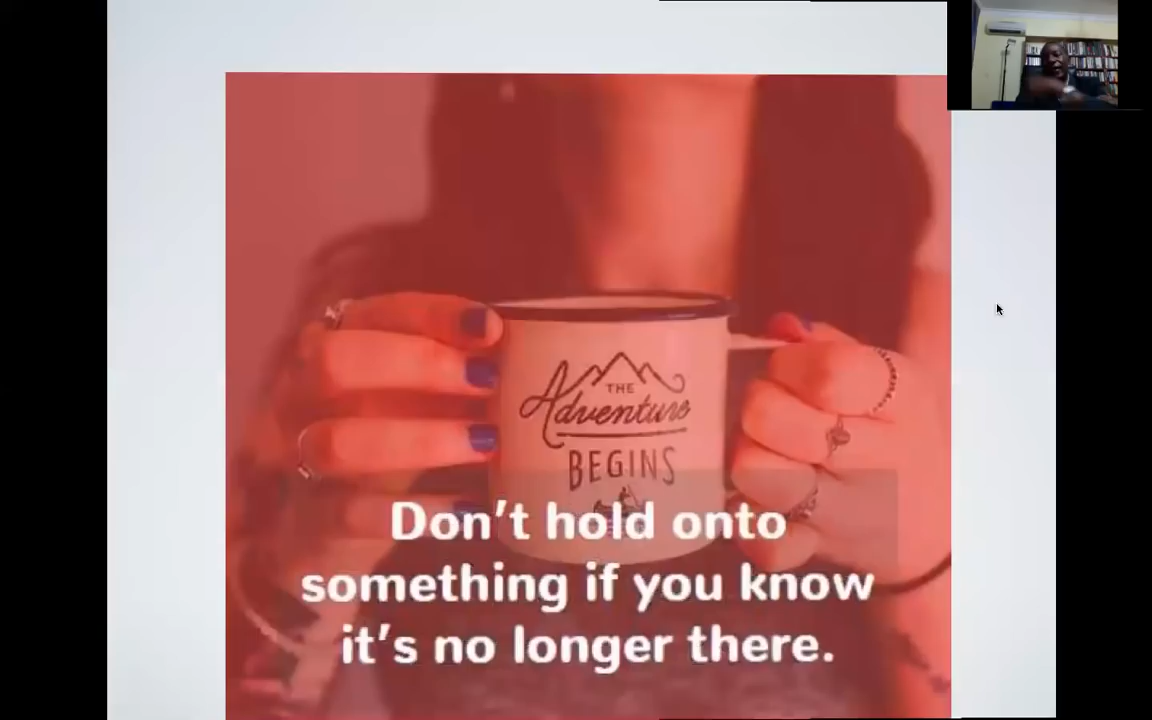 THE
Adventure
BEGINS
Don't hold onto
something if you know
it's no longer there.